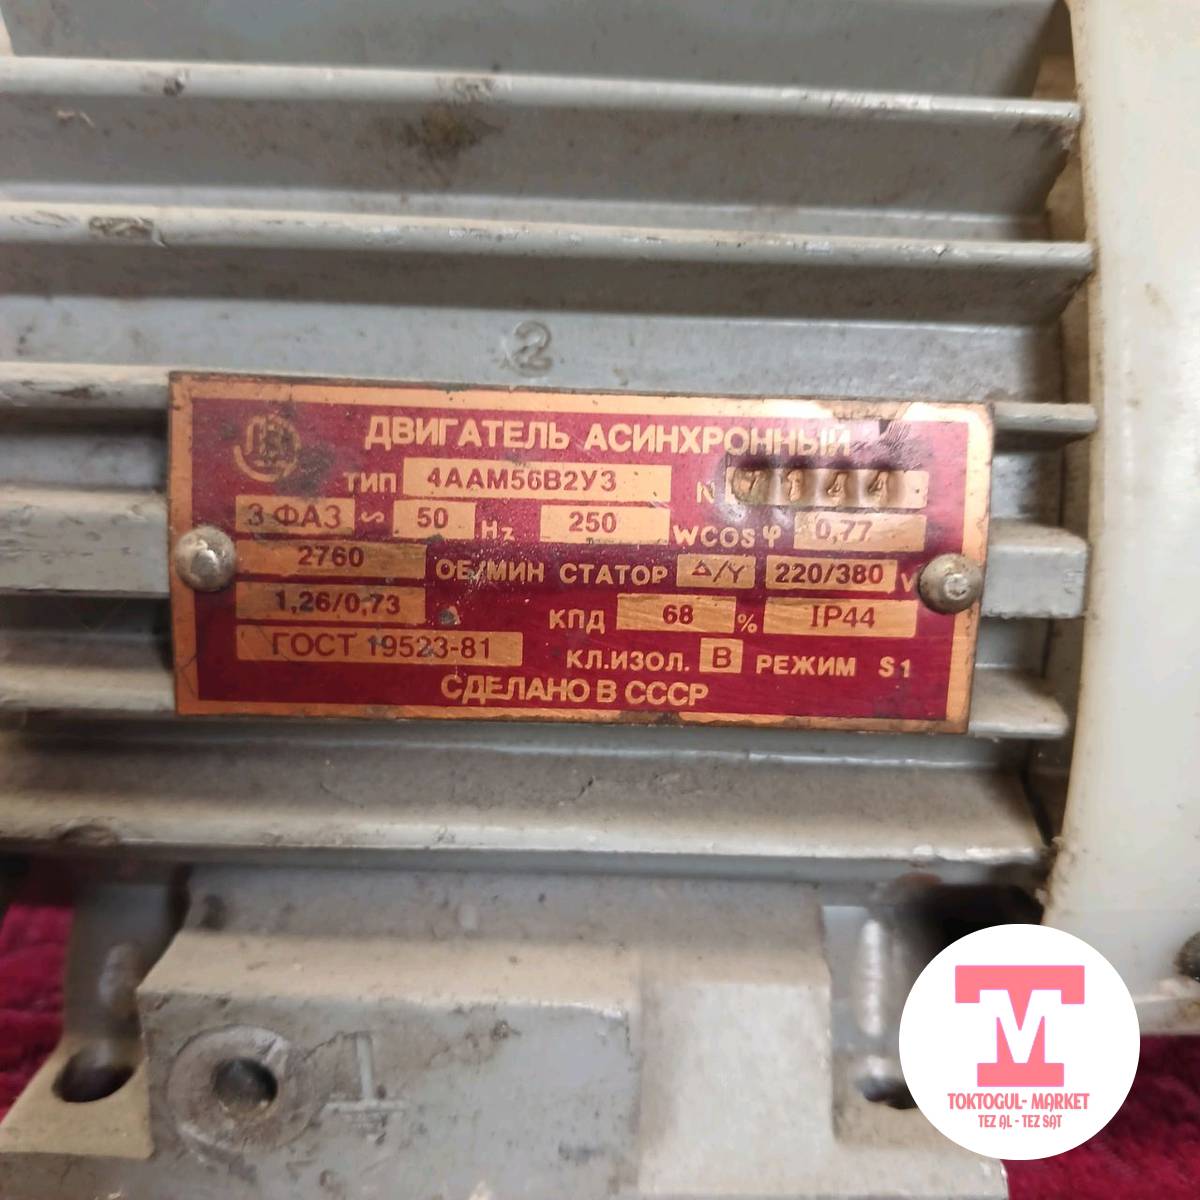 2
ДВИГАТЕЛЬ АСИНХРОННЫЙ
ТИП 4ААМ56В2У3 N 7144
3 ФАЗ ~ 50 Hz 250 W cos φ 0,77
2760 ОБ/МИН СТАТОР Δ/Y 220/380 V
1,26/0,73 КПД 68 % IP44
ГОСТ 19523-81 КЛ.ИЗОЛ. В РЕЖИМ S1
СДЕЛАНО В СССР
TM
TOKTOGUL- MARKET
TEZ AL - TEZ SAT